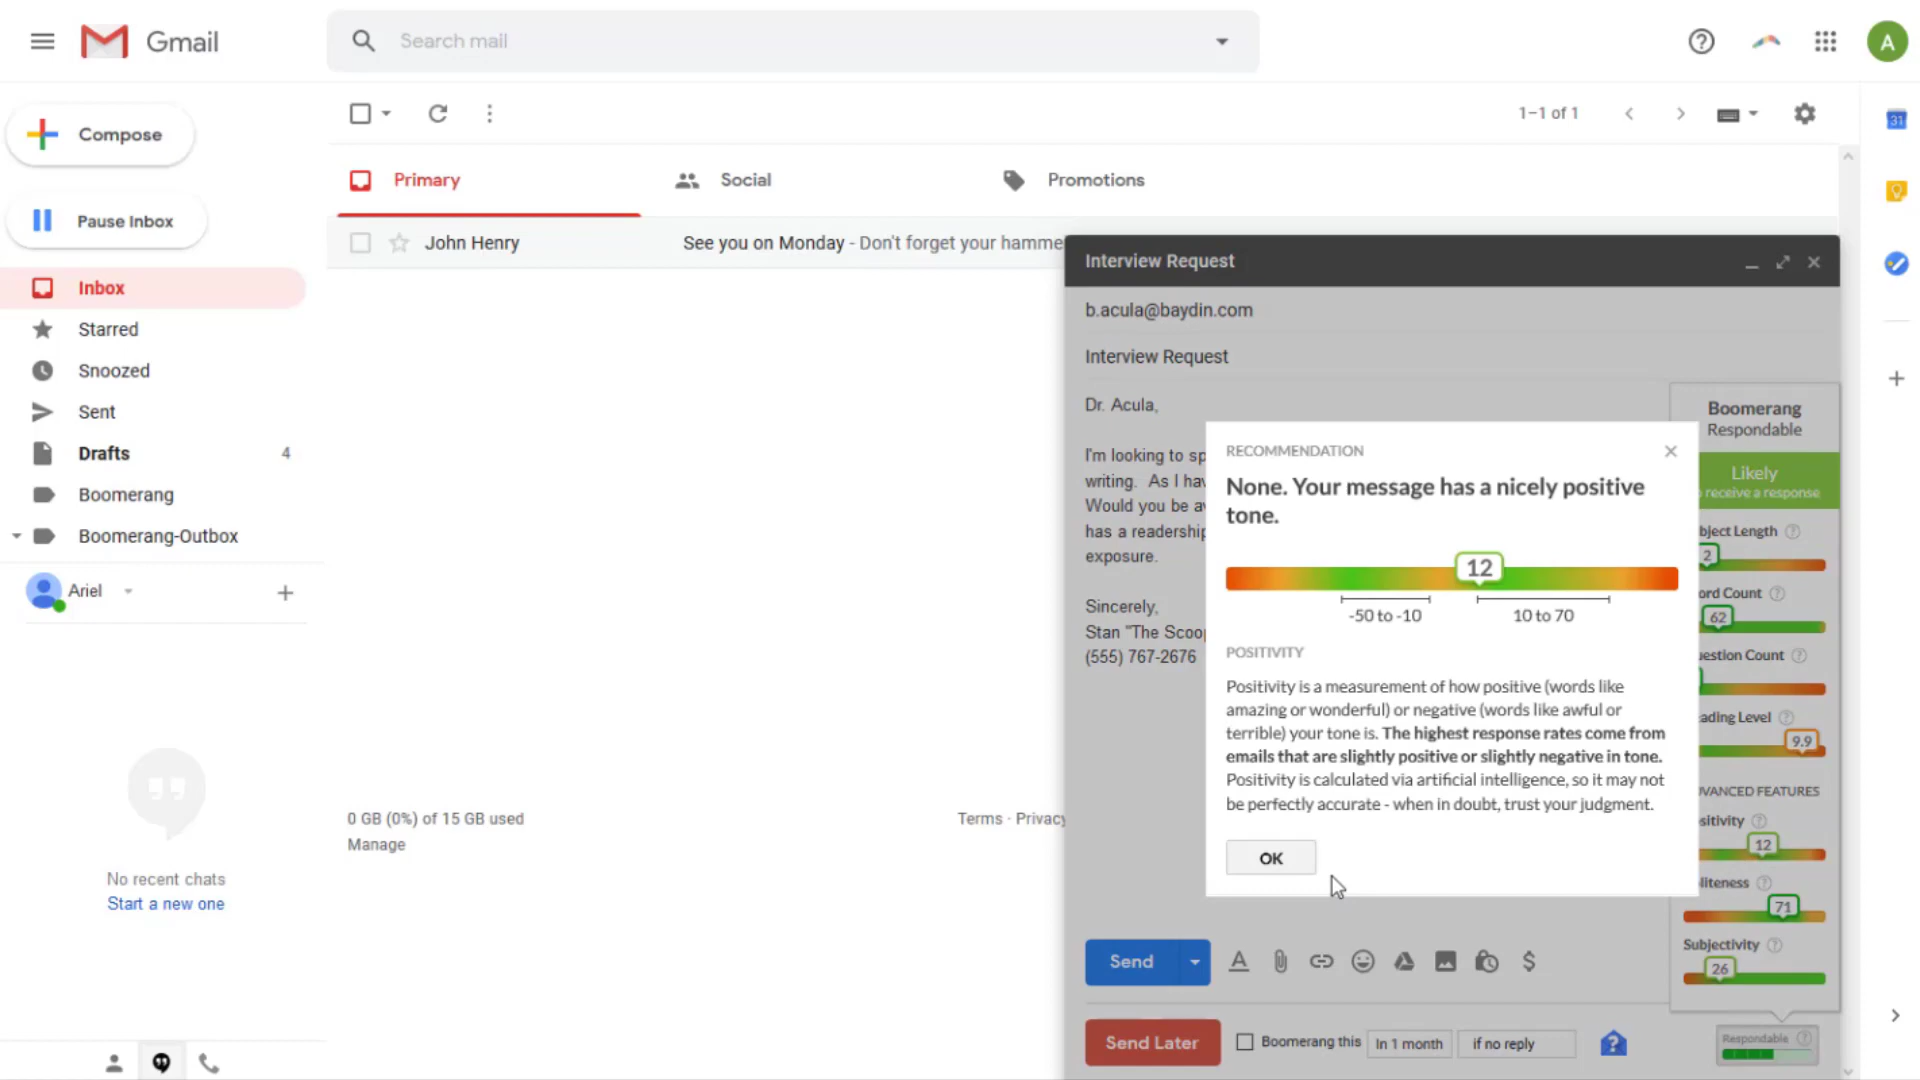 Gmail
Search mail
A
Compose
1–1 of 1
31
Primary
Social
Promotions
Pause Inbox
John Henry
See you on Monday - Don't forget your hamme
Interview Request
Inbox
b.acula@baydin.com
Starred
Interview Request
Snoozed
Dr. Acula,
Boomerang
Respondable
Sent
RECOMMENDATION
Drafts
4
I'm looking to sp
Likely
receive a response
writing. As I hav
None. Your message has a nicely positive
tone.
Boomerang
Would you be av
has a readership
bject Length
2
Boomerang-Outbox
exposure.
12
Ariel
ord Count
62
Sincerely,
-50 to -10
10 to 70
Stan "The Scoop
(555) 767-2676
estion Count
POSITIVITY
Positivity is a measurement of how positive (words like
amazing or wonderful) or negative (words like awful or
terrible) your tone is. The highest response rates come from
emails that are slightly positive or slightly negative in tone.
Positivity is calculated via artificial intelligence, so it may not
be perfectly accurate - when in doubt, trust your judgment.
ading Level
9.9
VANCED FEATURES
sitivity
12
0 GB (0%) of 15 GB used
Terms · Privacy
Manage
OK
No recent chats
Start a new one
liteness
71
Subjectivity
26
Send
Send Later
Boomerang this
In 1 month
if no reply
Respondable